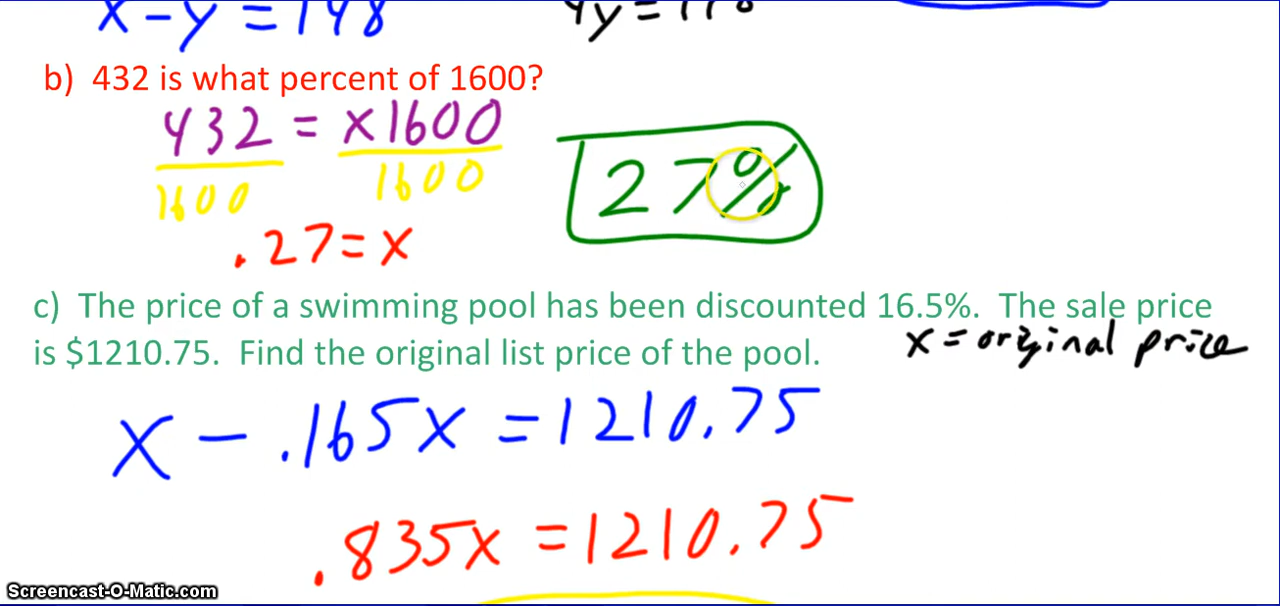 x - y = 148
4y = 118
b) 432 is what percent of 1600?
432 = x1600
1600 1600
27%
.27 = x
c) The price of a swimming pool has been discounted 16.5%. The sale price
is $1210.75. Find the original list price of the pool.
x = original price
x - .165x = 1210.75
.835x = 1210.75
Screencast-O-Matic.com